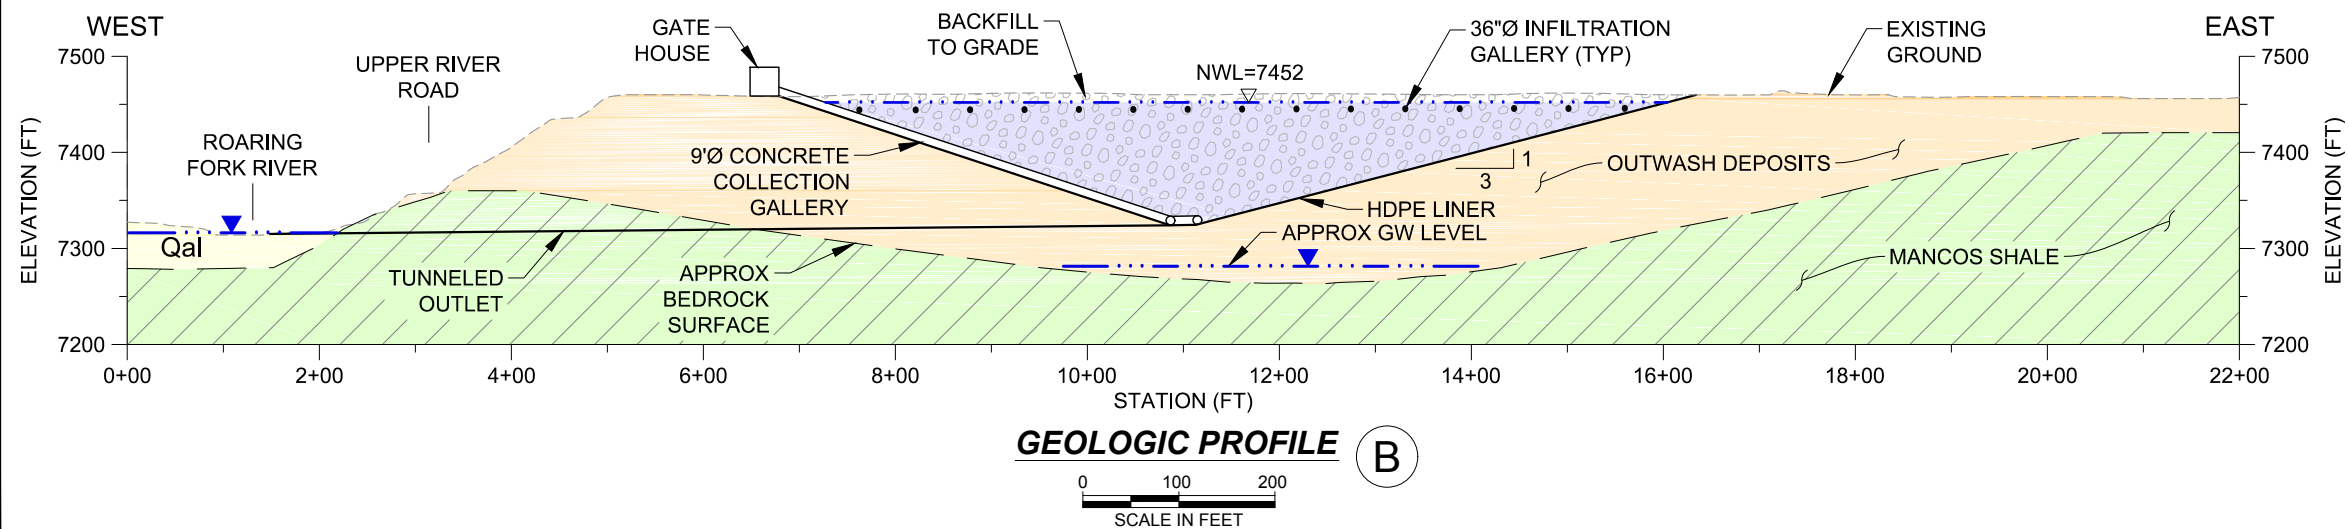 WEST
EAST
GATE
HOUSE
BACKFILL
TO GRADE
36"Ø INFILTRATION
GALLERY (TYP)
EXISTING
GROUND
NWL=7452
UPPER RIVER
ROAD
ROARING
FORK RIVER
9'Ø CONCRETE
COLLECTION
GALLERY
1
3
OUTWASH DEPOSITS
HDPE LINER
APPROX GW LEVEL
Qal
TUNNELED
OUTLET
APPROX
BEDROCK
SURFACE
MANCOS SHALE
ELEVATION (FT)
7500
7400
7300
7200
7500
7400
7300
7200
ELEVATION (FT)
0+00 2+00 4+00 6+00 8+00 10+00 12+00 14+00 16+00 18+00 20+00 22+00
STATION (FT)
GEOLOGIC PROFILE B
0 100 200
SCALE IN FEET